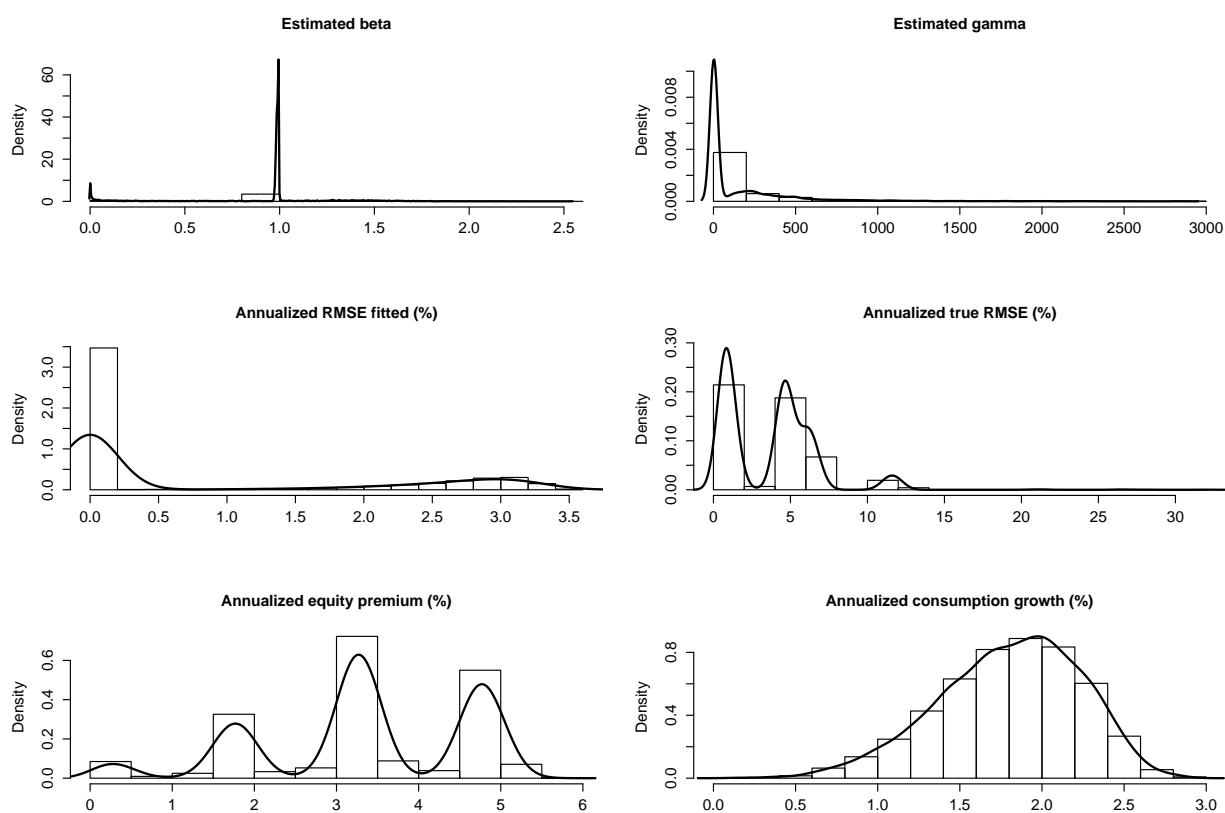 Estimated beta
Density
0 20 40 60
0.0 0.5 1.0 1.5 2.0 2.5
Estimated gamma
Density
0.000 0.004 0.008
0 500 1000 1500 2000 2500 3000
Annualized RMSE fitted (%)
Density
0.0 1.0 2.0 3.0
0.0 0.5 1.0 1.5 2.0 2.5 3.0 3.5
Annualized true RMSE (%)
Density
0.00 0.10 0.20 0.30
0 5 10 15 20 25 30
Annualized equity premium (%)
Density
0.0 0.2 0.4 0.6
0 1 2 3 4 5 6
Annualized consumption growth (%)
Density
0.0 0.4 0.8
0.0 0.5 1.0 1.5 2.0 2.5 3.0